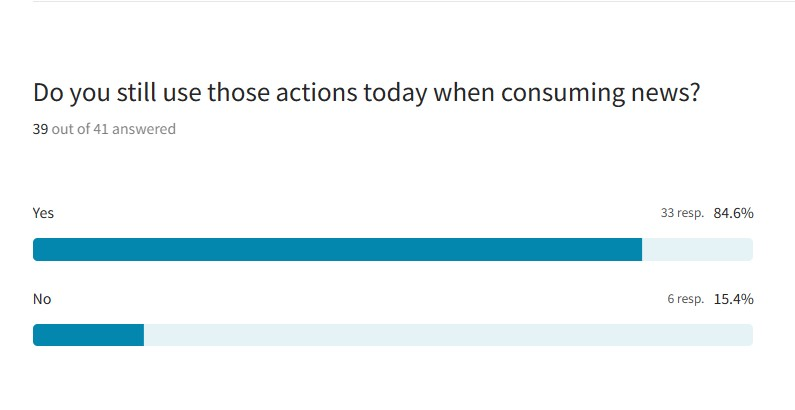 Do you still use those actions today when consuming news?
39 out of 41 answered
Yes 33 resp. 84.6%
No 6 resp. 15.4%